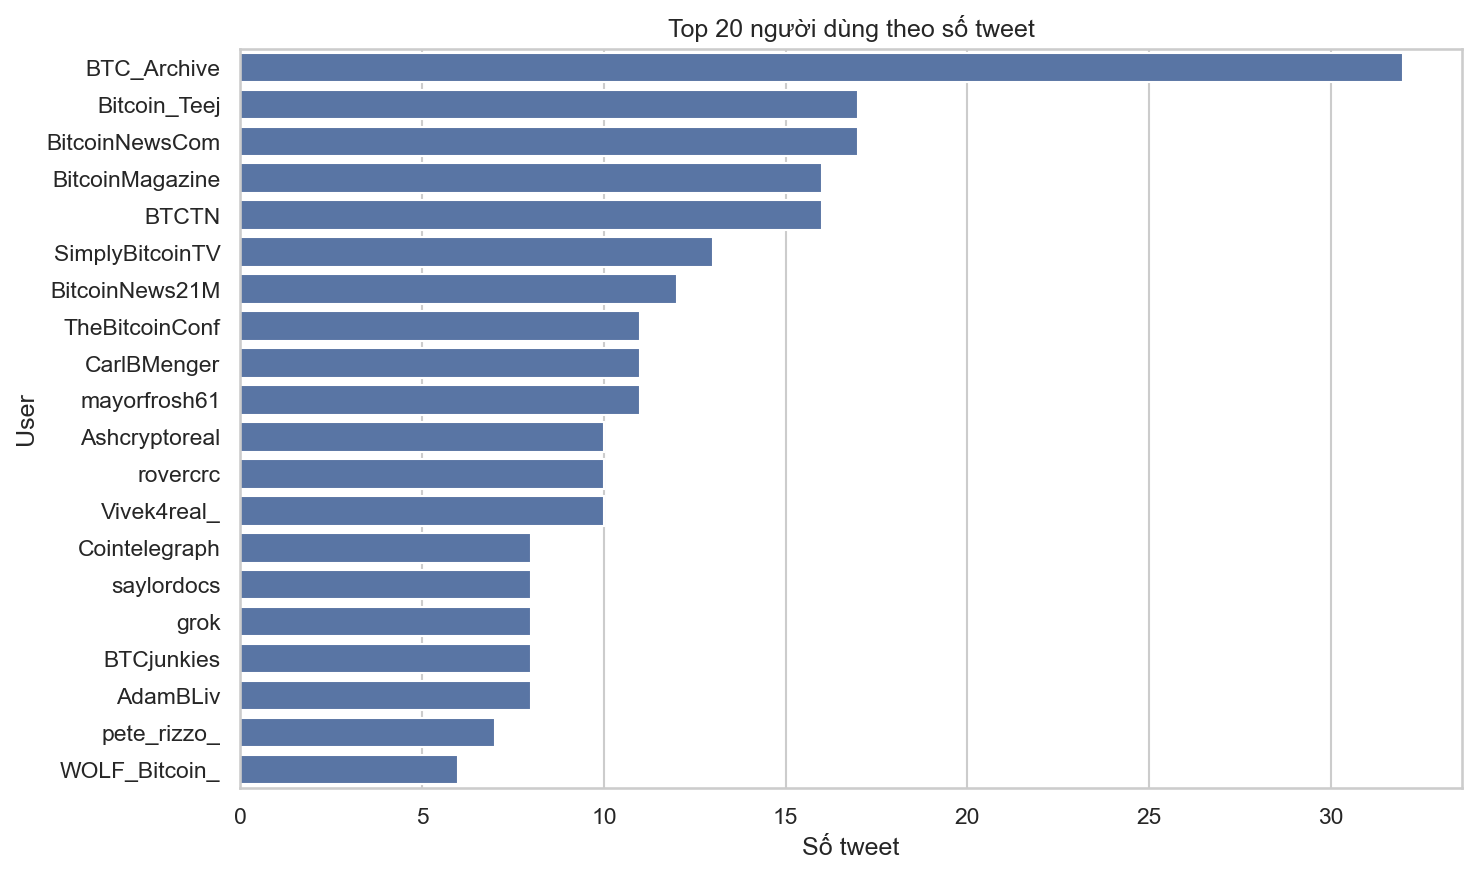 Top 20 người dùng theo số tweet
BTC_Archive
Bitcoin_Teej
BitcoinNewsCom
BitcoinMagazine
BTCTN
SimplyBitcoinTV
BitcoinNews21M
TheBitcoinConf
CarlBMenger
mayorfrosh61
Ashcryptoreal
rovercrc
Vivek4real_
Cointelegraph
saylordocs
grok
BTCjunkies
AdamBLiv
pete_rizzo_
WOLF_Bitcoin_
User
0 5 10 15 20 25 30
Số tweet